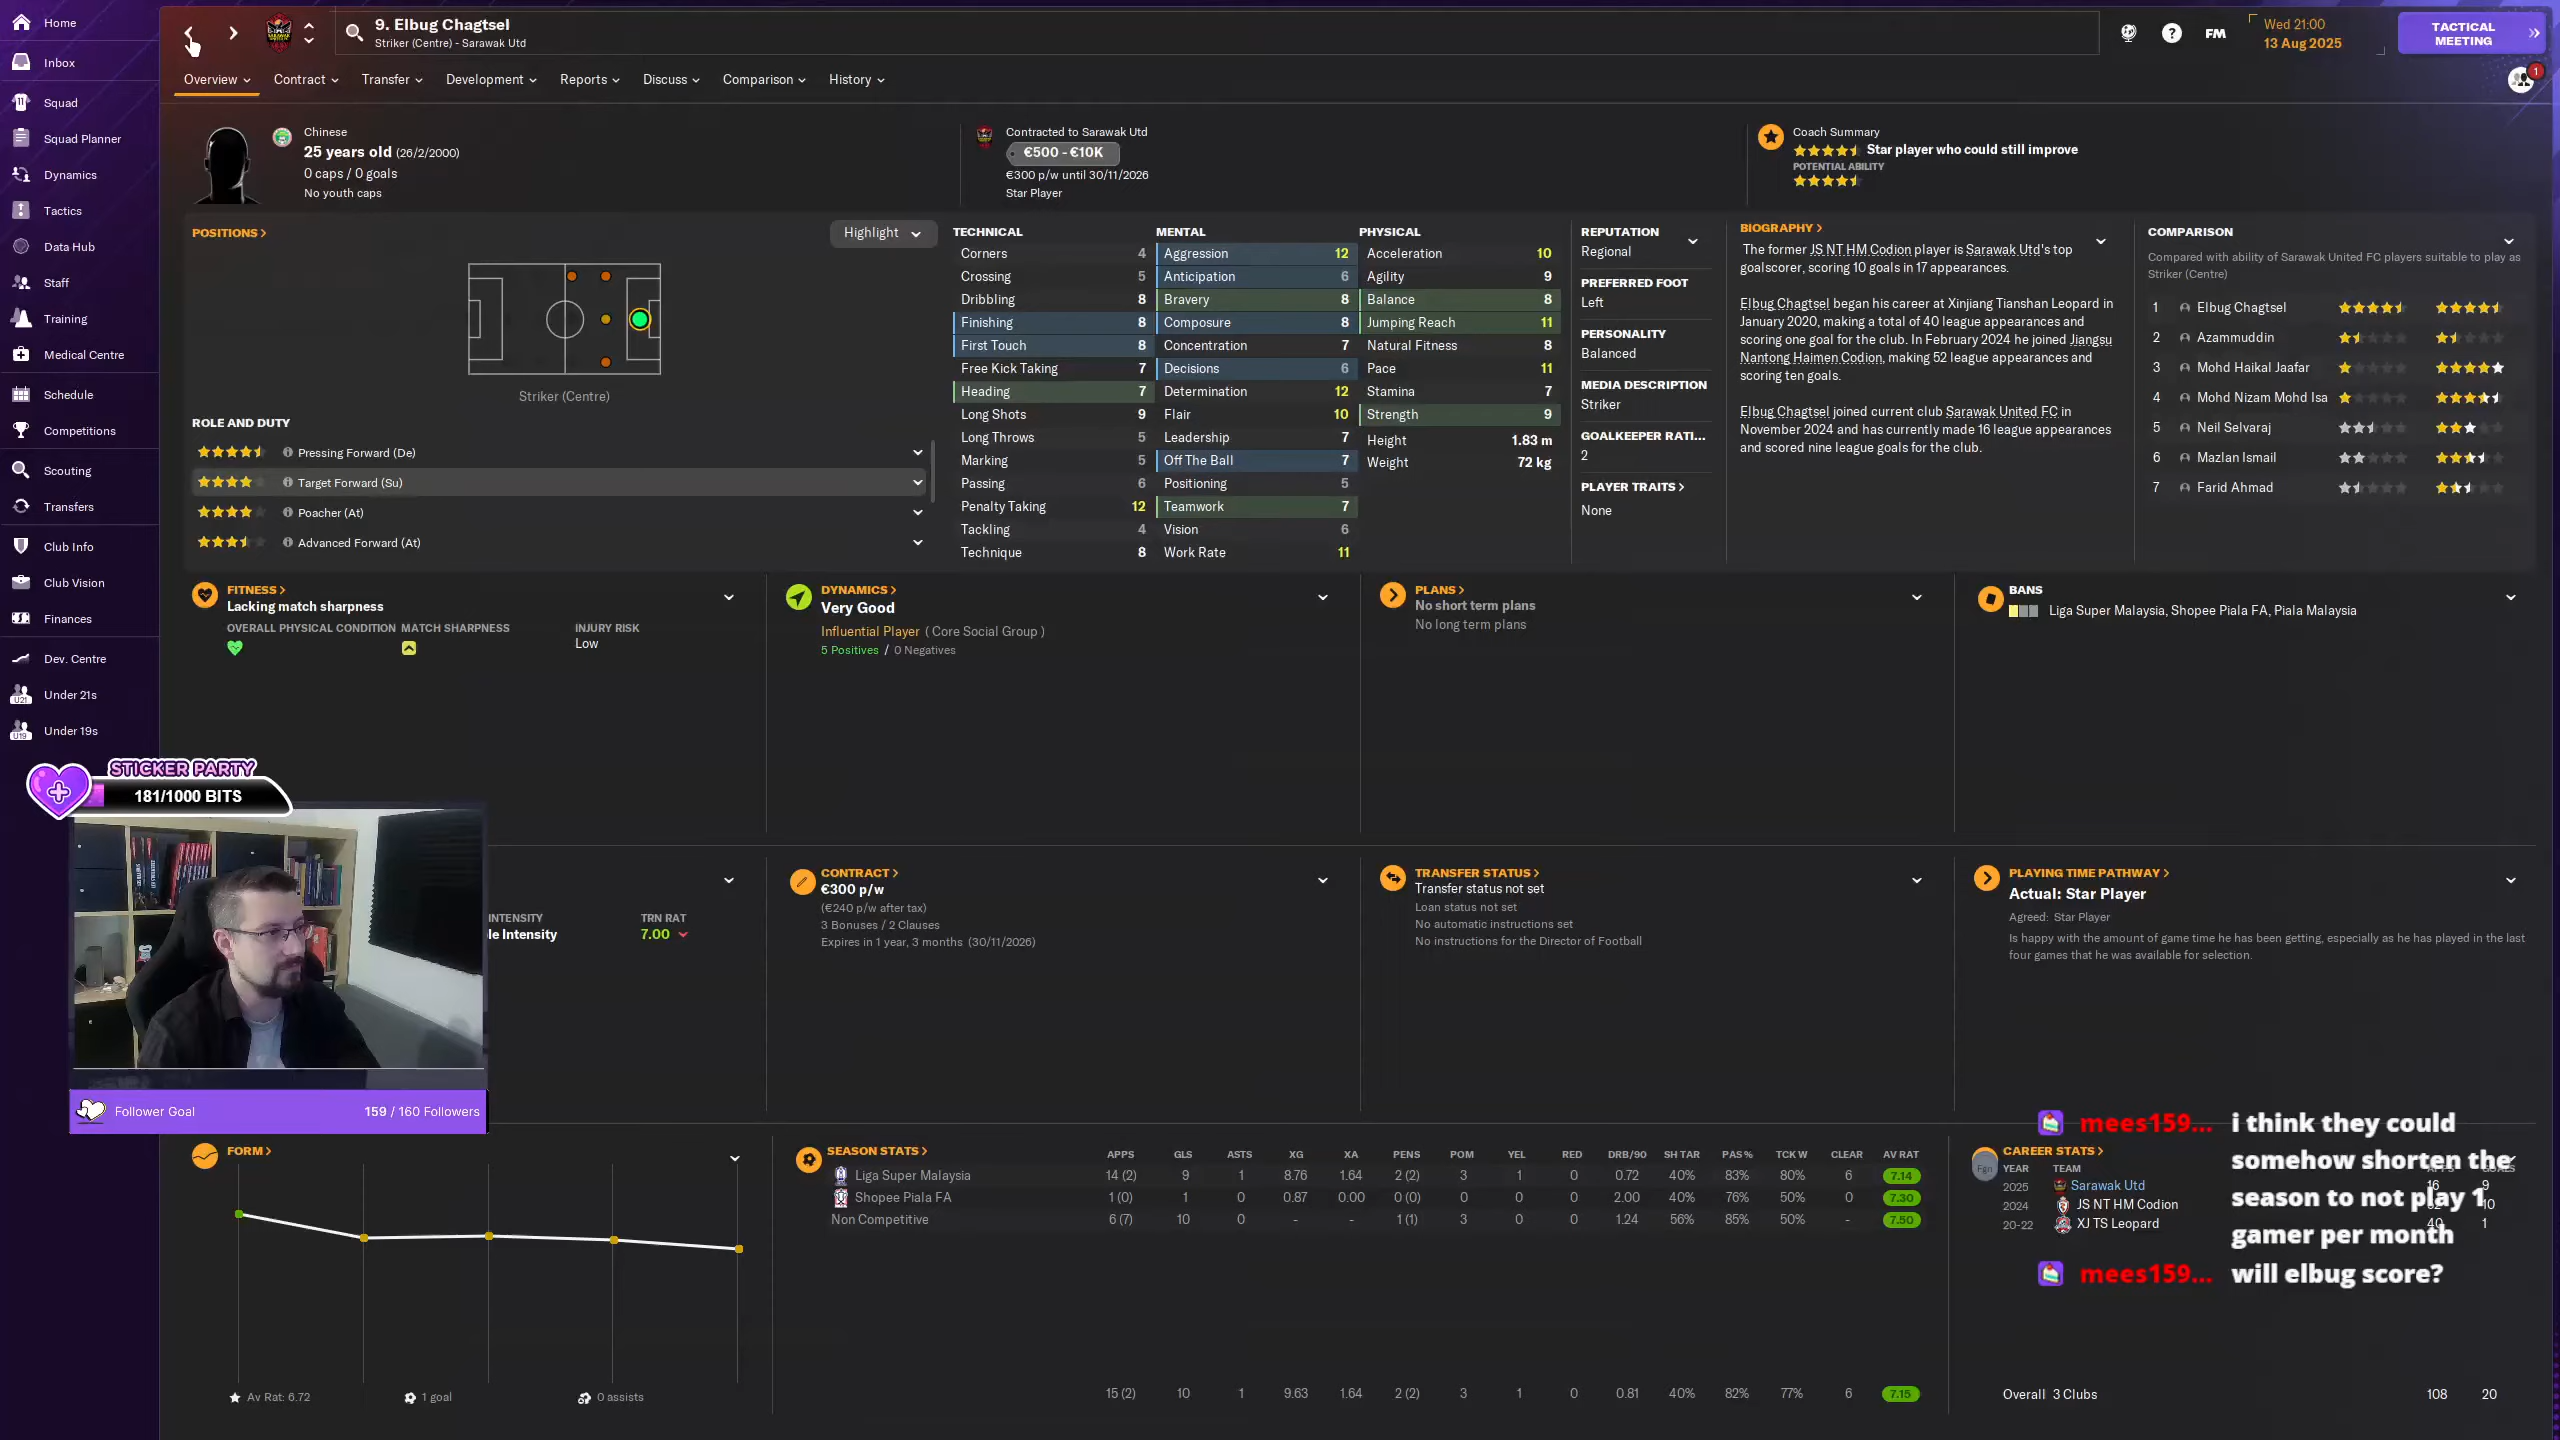 Home
Inbox
Squad
Squad Planner
Dynamics
Tactics
Data Hub
Staff
Training
Medical Centre
Schedule
Competitions
Scouting
Transfers
Club Info
Club Vision
Finances
Dev. Centre
Under 21s
Under 19s
9. Elbug Chagtsel
Striker (Centre) - Sarawak Utd
FM
Wed 21:00
13 Aug 2025
TACTICAL MEETING
1
Overview
Contract
Transfer
Development
Reports
Discuss
Comparison
History
Chinese
25 years old (26/2/2000)
0 caps / 0 goals
No youth caps
Contracted to Sarawak Utd
€500 - €10K
€300 p/w until 30/11/2026
Star Player
Coach Summary
Star player who could still improve
POTENTIAL ABILITY
POSITIONS >
Highlight
Striker (Centre)
ROLE AND DUTY
Pressing Forward (De)
Target Forward (Su)
Poacher (At)
Advanced Forward (At)
TECHNICAL
Corners 4
Crossing 5
Dribbling 8
Finishing 8
First Touch 8
Free Kick Taking 7
Heading 7
Long Shots 9
Long Throws 5
Marking 5
Passing 6
Penalty Taking 12
Tackling 4
Technique 8
MENTAL
Aggression 12
Anticipation 6
Bravery 8
Composure 8
Concentration 7
Decisions 6
Determination 12
Flair 10
Leadership 7
Off The Ball 7
Positioning 5
Teamwork 7
Vision 6
Work Rate 11
PHYSICAL
Acceleration 10
Agility 9
Balance 8
Jumping Reach 11
Natural Fitness 8
Pace 11
Stamina 7
Strength 9
Height 1.83 m
Weight 72 kg
REPUTATION
Regional
PREFERRED FOOT
Left
PERSONALITY
Balanced
MEDIA DESCRIPTION
Striker
GOALKEEPER RATI...
2
PLAYER TRAITS >
None
BIOGRAPHY >
The former JS NT HM Codion player is Sarawak Utd's top
goalscorer, scoring 10 goals in 17 appearances.
Elbug Chagtsel began his career at Xinjiang Tianshan Leopard in
January 2020, making a total of 40 league appearances and
scoring one goal for the club. In February 2024 he joined Jiangsu
Nantong Haimen Codion, making 52 league appearances and
scoring ten goals.
Elbug Chagtsel joined current club Sarawak United FC in
November 2024 and has currently made 16 league appearances
and scored nine league goals for the club.
COMPARISON
Compared with ability of Sarawak United FC players suitable to play as
Striker (Centre)
1 Elbug Chagtsel
2 Azammuddin
3 Mohd Haikal Jaafar
4 Mohd Nizam Mohd Isa
5 Neil Selvaraj
6 Mazlan Ismail
7 Farid Ahmad
FITNESS >
Lacking match sharpness
OVERALL PHYSICAL CONDITION MATCH SHARPNESS INJURY RISK
Low
DYNAMICS >
Very Good
Influential Player ( Core Social Group )
5 Positives / 0 Negatives
PLANS >
No short term plans
No long term plans
BANS
Liga Super Malaysia, Shopee Piala FA, Piala Malaysia
STICKER PARTY
181/1000 BITS
INTENSITY TRN RAT
le Intensity 7.00
CONTRACT >
€300 p/w
(€240 p/w after tax)
3 Bonuses / 2 Clauses
Expires in 1 year, 3 months (30/11/2026)
TRANSFER STATUS >
Transfer status not set
Loan status not set
No automatic instructions set
No instructions for the Director of Football
PLAYING TIME PATHWAY >
Actual: Star Player
Agreed: Star Player
Is happy with the amount of game time he has been getting, especially as he has played in the last
four games that he was available for selection.
Follower Goal 159 / 160 Followers
FORM >
Av Rat: 6.72 1 goal 0 assists
SEASON STATS > APPS GLS ASTS XG XA PENS POM YEL RED DRB/90 SH TAR PAS% TCK W CLEAR AV RAT
Liga Super Malaysia 14 (2) 9 1 8.76 1.64 2 (2) 3 1 0 0.72 40% 83% 80% 6 7.14
Shopee Piala FA 1 (0) 1 0 0.87 0.00 0 (0) 0 0 0 2.00 40% 76% 50% 0 7.30
Non Competitive 6 (7) 10 0 - - 1 (1) 3 0 0 1.24 56% 85% 50% - 7.50
15 (2) 10 1 9.63 1.64 2 (2) 3 1 0 0.81 40% 82% 77% 6 7.15
Fgn
CAREER STATS >
YEAR TEAM
2025 Sarawak Utd 16 9
2024 JS NT HM Codion 10
20-22 XJ TS Leopard 40 1
Overall 3 Clubs 108 20
mees159... i think they could
somehow shorten the
season to not play 1
gamer per month
mees159... will elbug score?